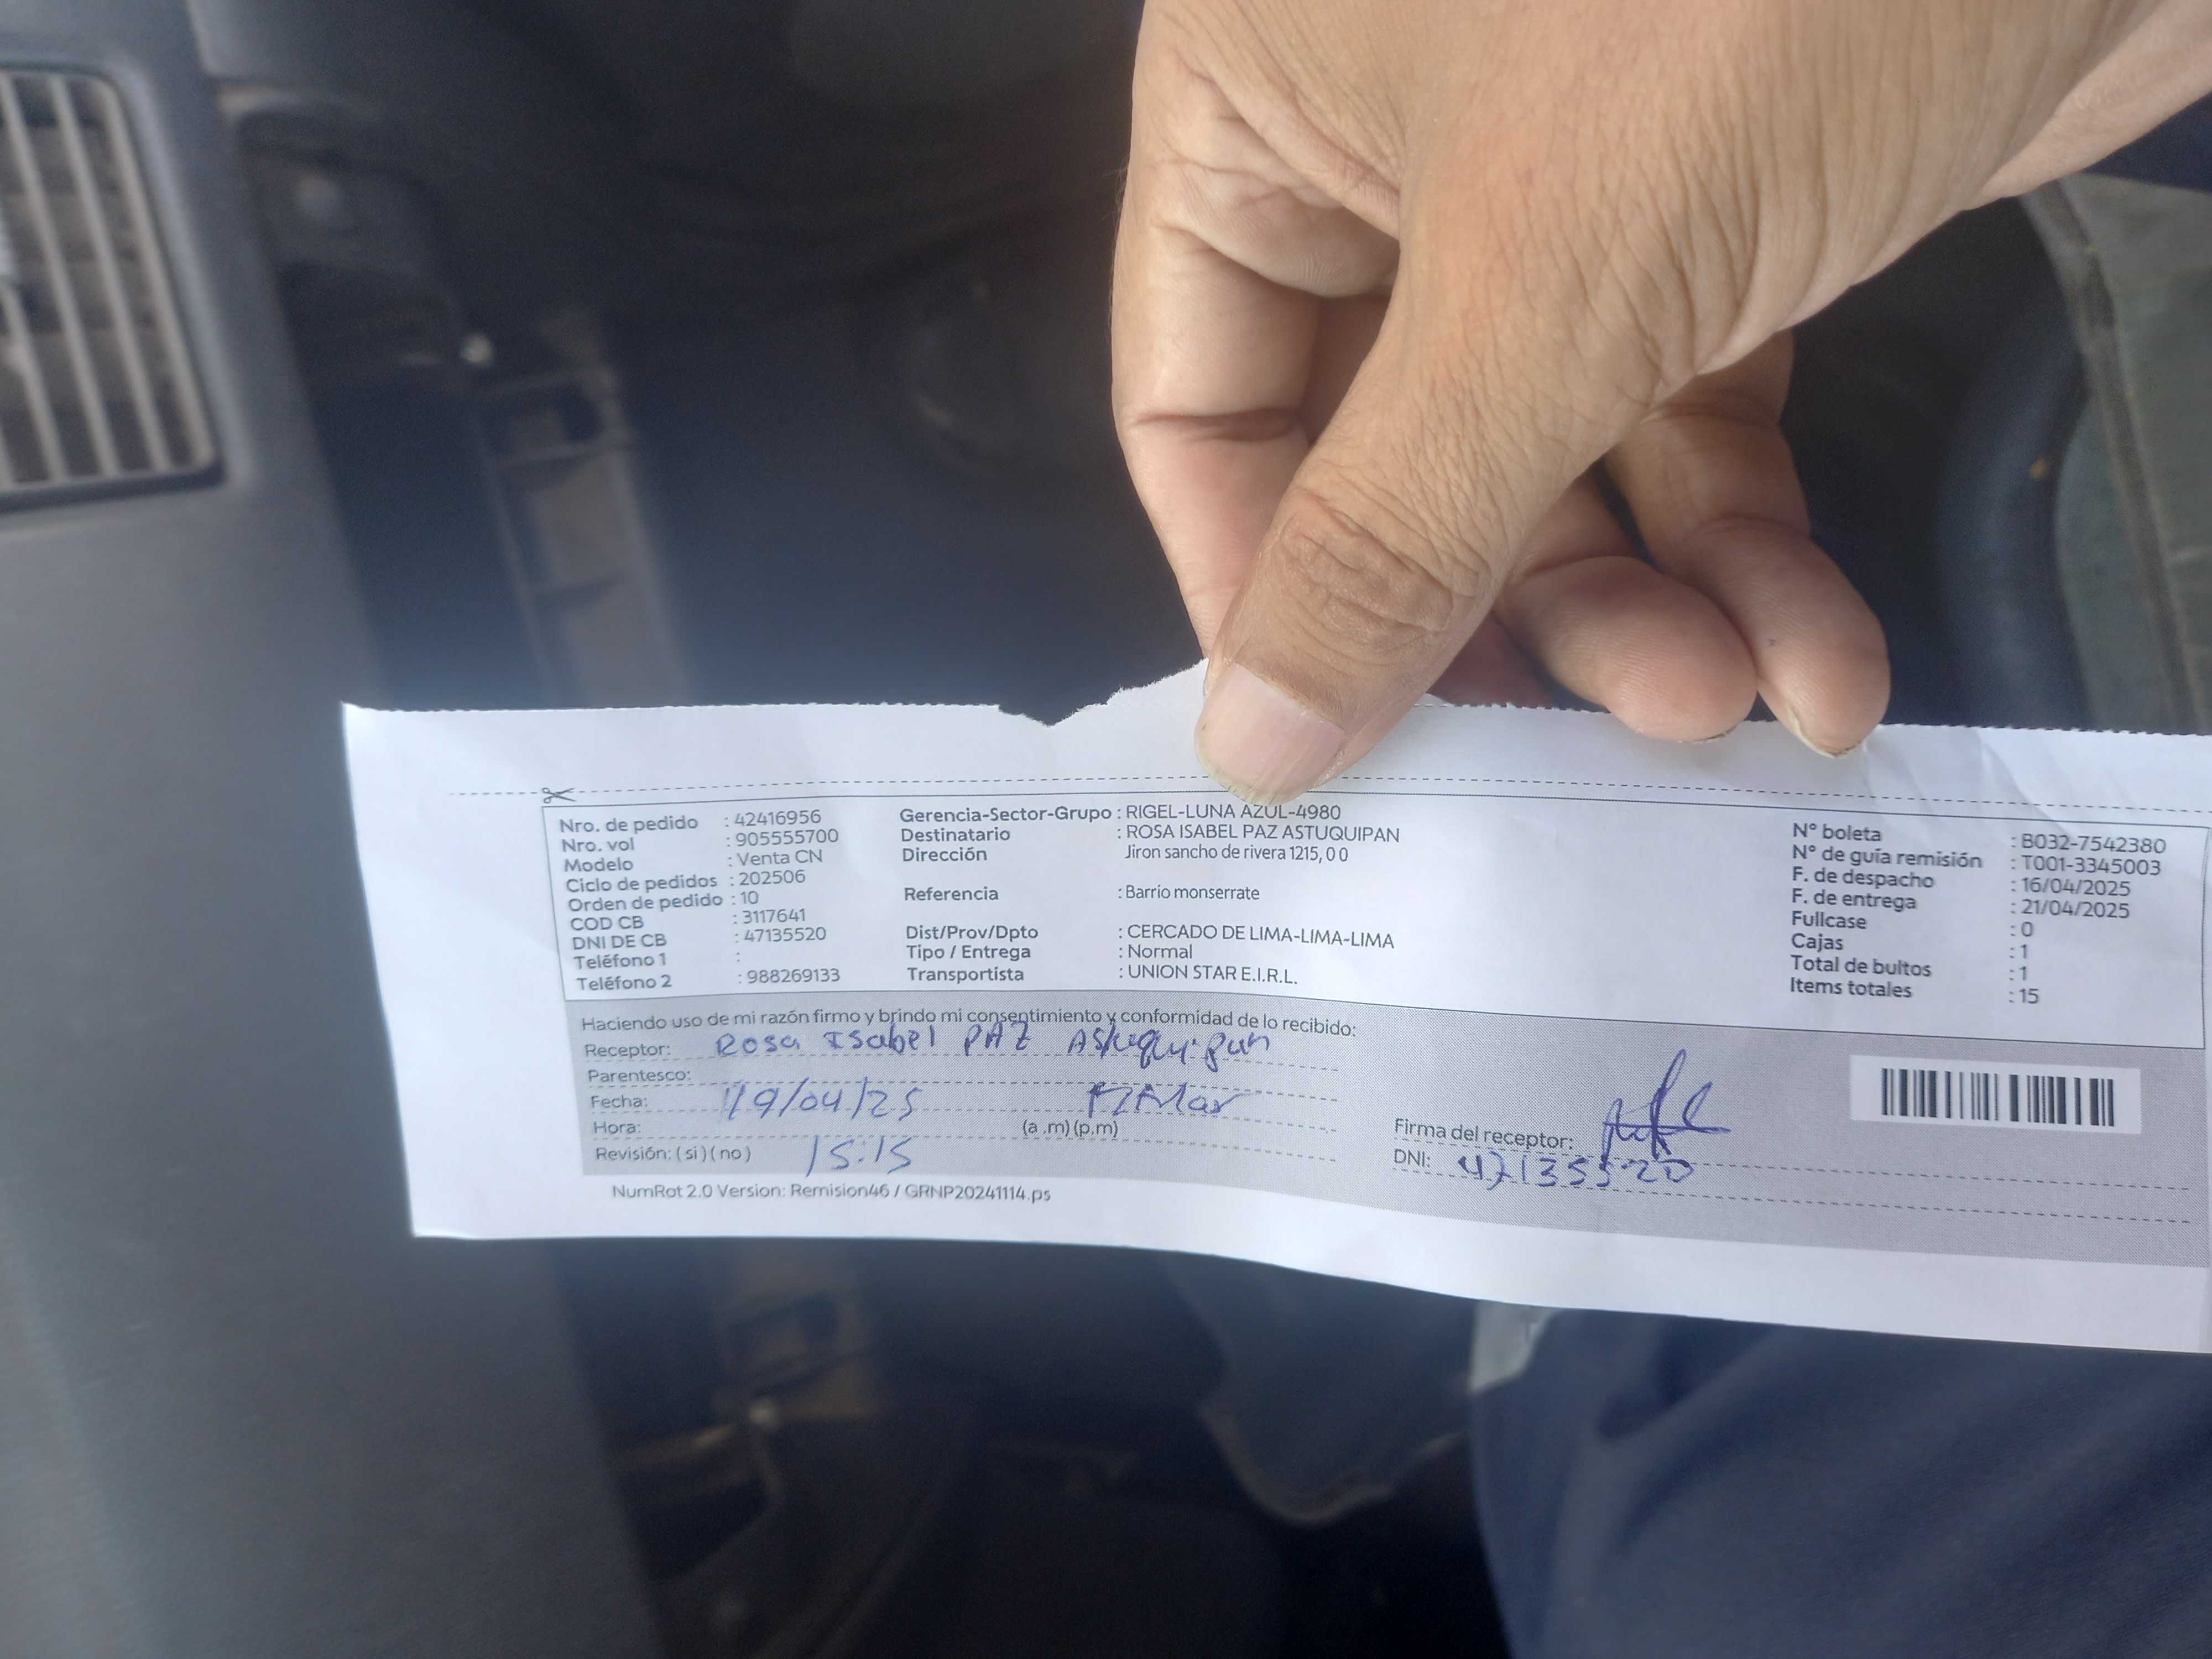 Nro. de pedido : 42416956
Nro. vol : 905555700
Modelo : Venta CN
Ciclo de pedidos : 202506
Orden de pedido : 10
COD CB : 3117641
DNI DE CB : 47135520
Teléfono 1 :
Teléfono 2 : 988269133
Gerencia-Sector-Grupo : RIGEL-LUNA AZUL-4980
Destinatario : ROSA ISABEL PAZ ASTUQUIPAN
Dirección Jiron sancho de rivera 1215, 0 0
Referencia : Barrio monserrate
Dist/Prov/Dpto : CERCADO DE LIMA-LIMA-LIMA
Tipo / Entrega : Normal
Transportista : UNION STAR E.I.R.L.
N° boleta : B032-7542380
N° de guía remisión : T001-3345003
F. de despacho : 16/04/2025
F. de entrega : 21/04/2025
Fullcase : 0
Cajas : 1
Total de bultos : 1
Items totales : 15
Haciendo uso de mi razón firmo y brindo mi consentimiento y conformidad de lo recibido:
Receptor: Rosa Isabel PAZ Astuquipan
Parentesco:
Fecha: 19/04/25
Hora: (a .m) (p.m)
Revisión: ( si ) ( no ) 15:15
Firma del receptor:
DNI: 47135520
NumRot 2.0 Version: Remision46 / GRNP20241114.ps